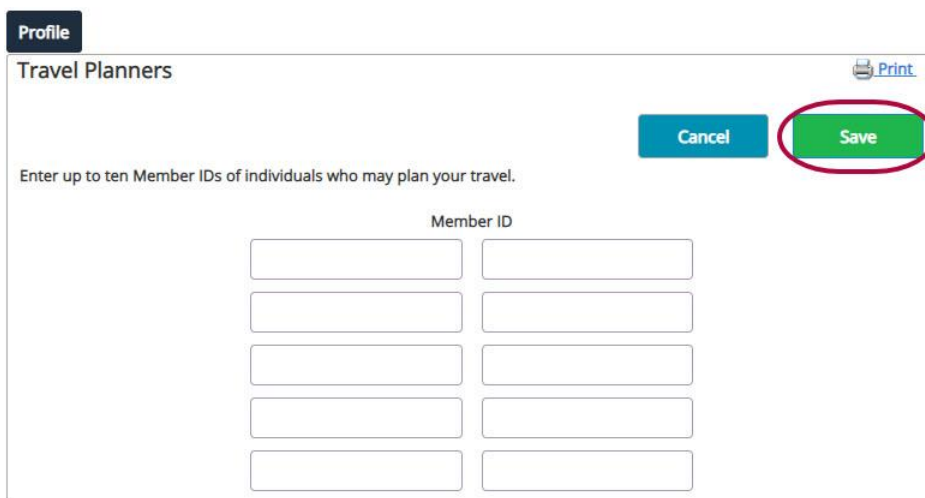 Profile
Travel Planners
Print
Cancel
Save
Enter up to ten Member IDs of individuals who may plan your travel.
Member ID